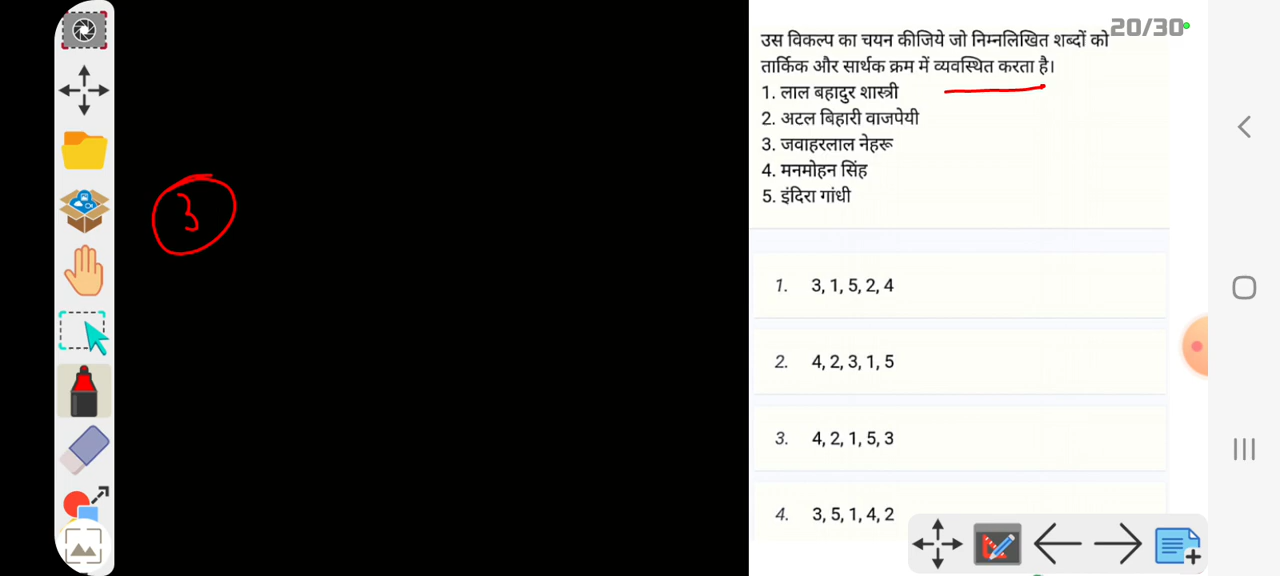 20/30
उस विकल्प का चयन कीजिये जो निम्नलिखित शब्दों को
तार्किक और सार्थक क्रम में व्यवस्थित करता है।
1. लाल बहादुर शास्त्री
2. अटल बिहारी वाजपेयी
3. जवाहरलाल नेहरू
4. मनमोहन सिंह
5. इंदिरा गांधी
3
1. 3, 1, 5, 2, 4
2. 4, 2, 3, 1, 5
3. 4, 2, 1, 5, 3
4. 3, 5, 1, 4, 2